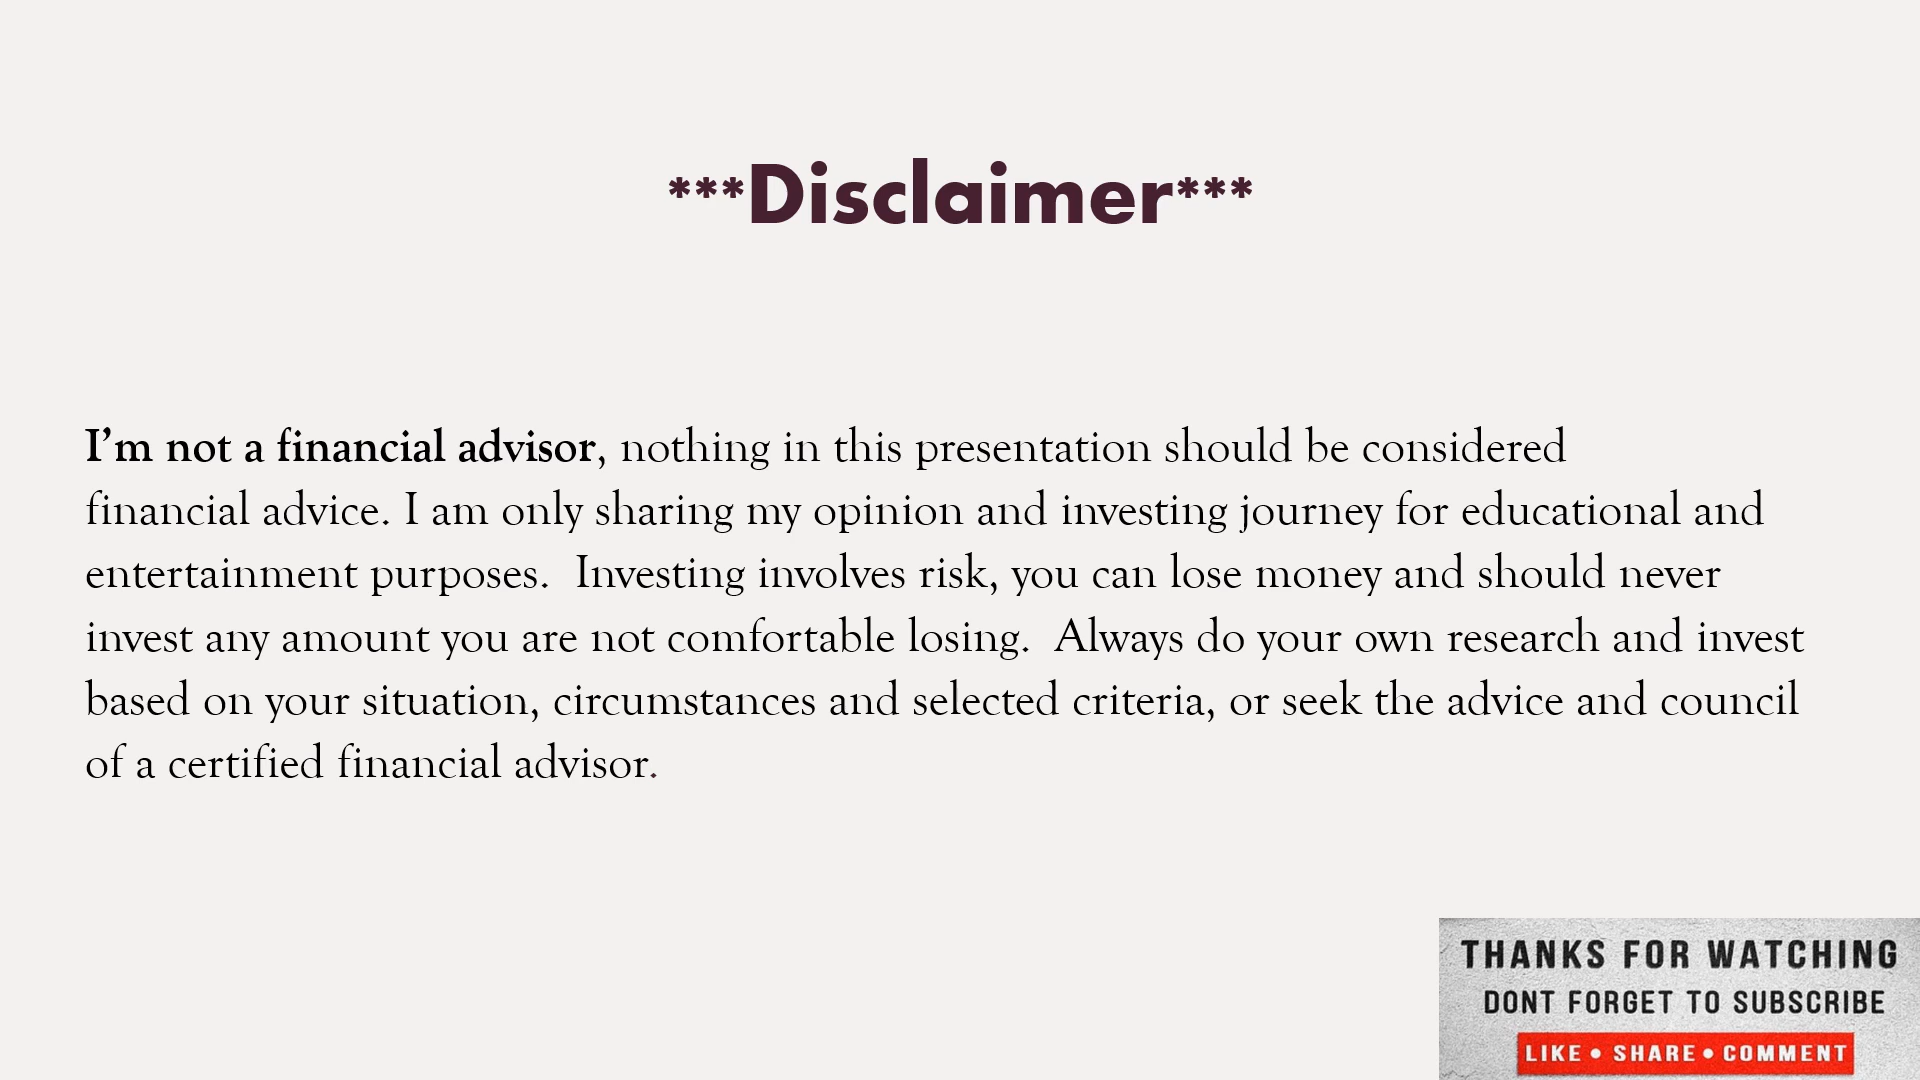 ***Disclaimer***
I’m not a financial advisor, nothing in this presentation should be considered
financial advice. I am only sharing my opinion and investing journey for educational and
entertainment purposes.  Investing involves risk, you can lose money and should never
invest any amount you are not comfortable losing.  Always do your own research and invest
based on your situation, circumstances and selected criteria, or seek the advice and council
of a certified financial advisor.
THANKS FOR WATCHING
DONT FORGET TO SUBSCRIBE
LIKE • SHARE • COMMENT